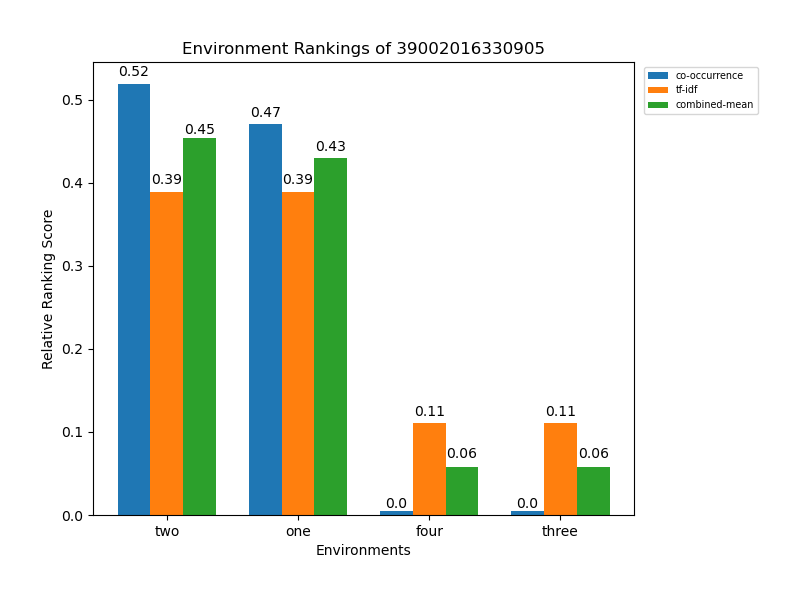 Environment Rankings of 39002016330905
co-occurrence
tf-idf
combined-mean
Relative Ranking Score
0.5
0.4
0.3
0.2
0.1
0.0
0.52
0.39
0.45
0.47
0.39
0.43
0.0
0.11
0.06
0.0
0.11
0.06
two
one
four
three
Environments